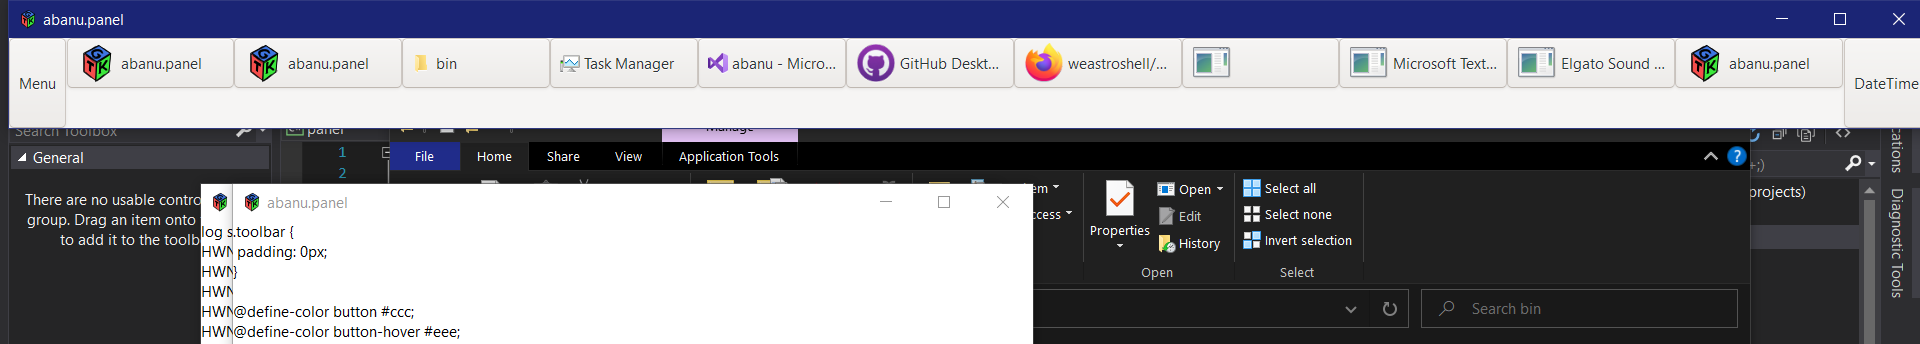 abanu.panel
Menu
abanu.panel
abanu.panel
bin
Task Manager
abanu - Micro...
GitHub Deskt...
weastroshell/...
Microsoft Text...
Elgato Sound ...
abanu.panel
DateTime
Search Toolbox
panel
Manage
General
1
2
File
Home
Share
View
Application Tools
There are no usable contro
group. Drag an item onto
to add it to the toolb
abanu.panel
log s
.toolbar {
HWN
padding: 0px;
HWN
}
HWN
HWN
@define-color button #ccc;
HWN
@define-color button-hover #eee;
Properties
Open
Edit
History
Open
Select all
Select none
Invert selection
Select
Search bin
projects)
Diagnostic Tools